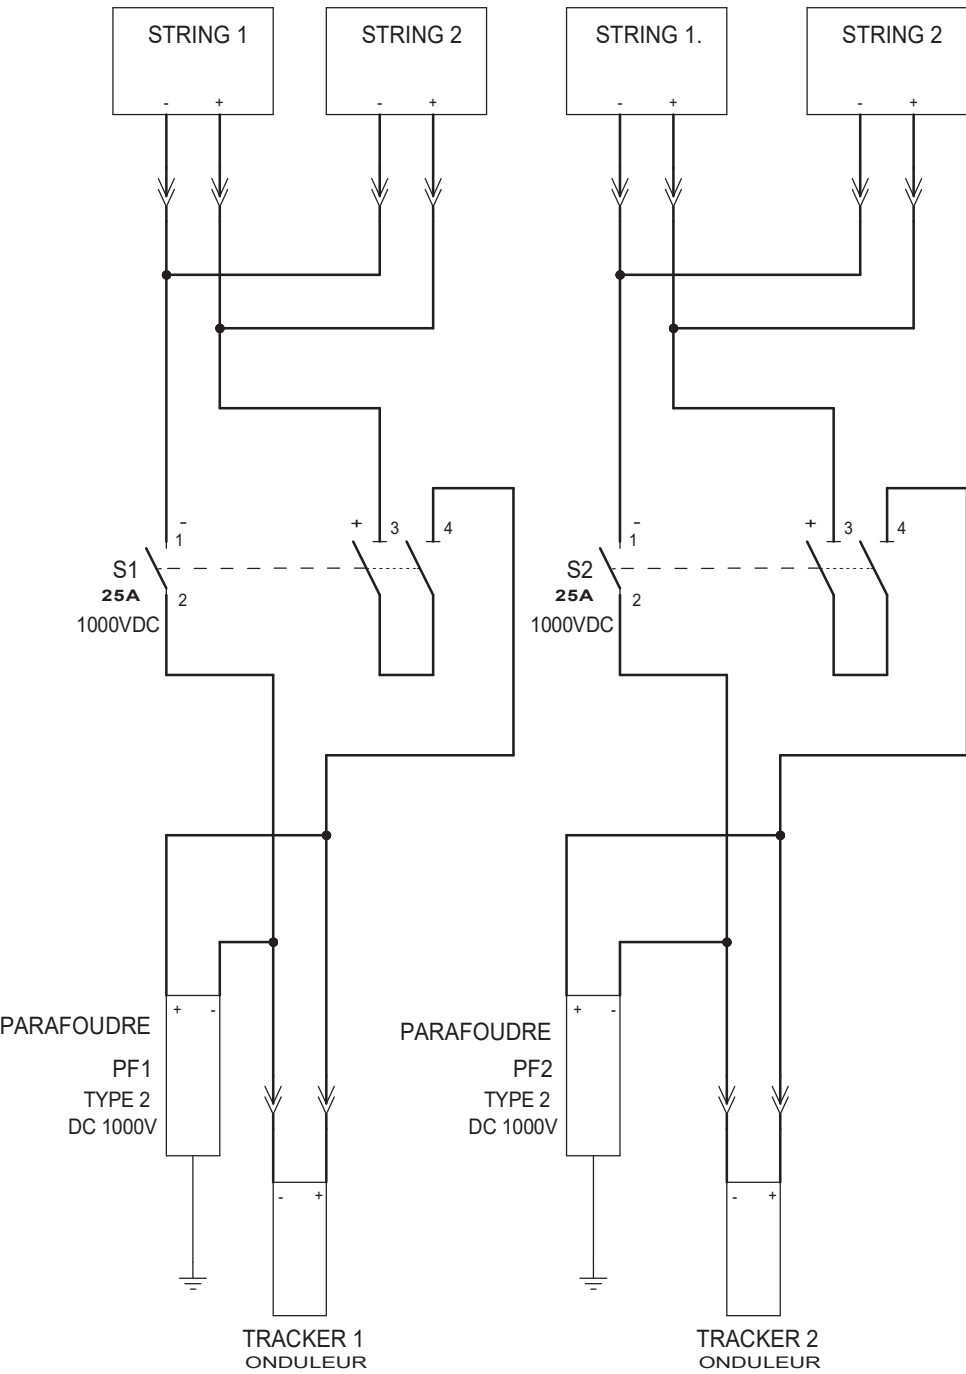 STRING 1 STRING 2 STRING 1. STRING 2
- + - + - + - +
- + - +
1 3 4 1 3 4
S1 S2
25A 25A
2 2
1000VDC 1000VDC
+ - + -
PARAFOUDRE PARAFOUDRE
PF1 PF2
TYPE 2 TYPE 2
DC 1000V DC 1000V
- + - +
TRACKER 1 TRACKER 2
ONDULEUR ONDULEUR